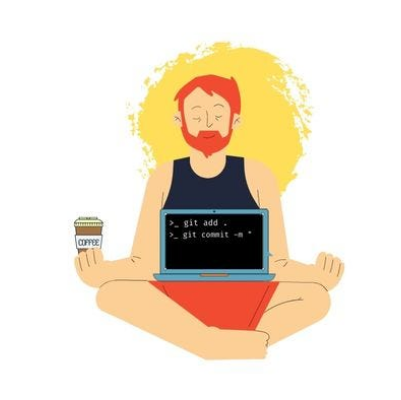 COFFEE
>_ git add .
>_ git commit -m "